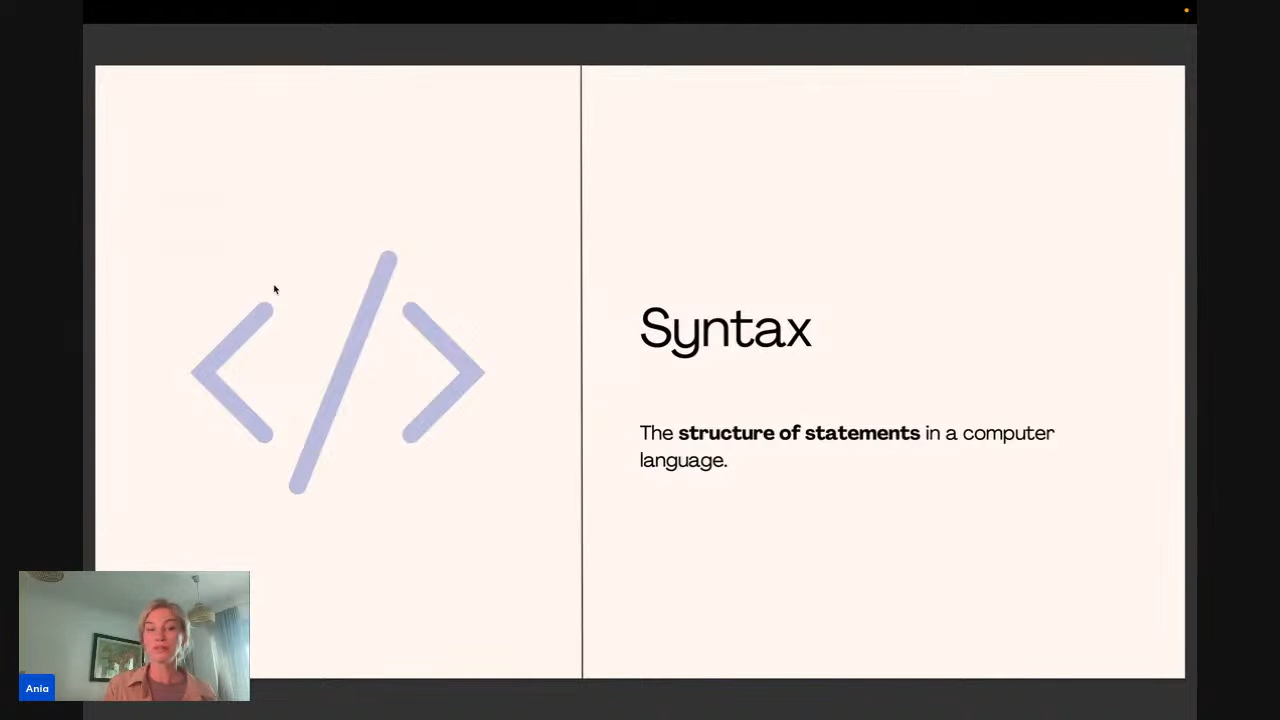 Syntax
The structure of statements in a computer
language.
Ania